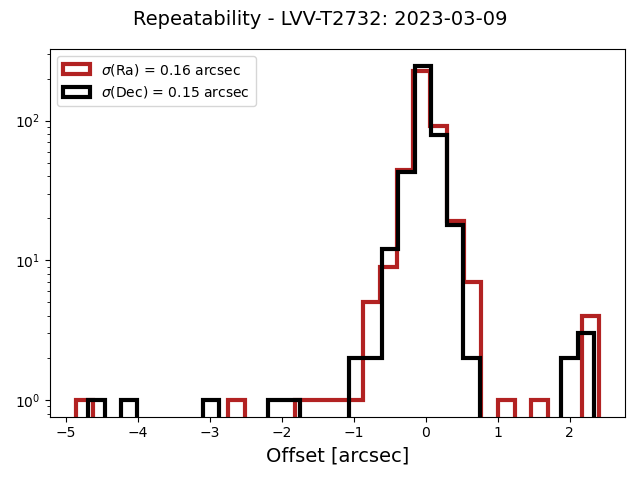 Repeatability - LVV-T2732: 2023-03-09
σ(Ra) = 0.16 arcsec
σ(Dec) = 0.15 arcsec
10²
10¹
10⁰
−5 −4 −3 −2 −1 0 1 2
Offset [arcsec]